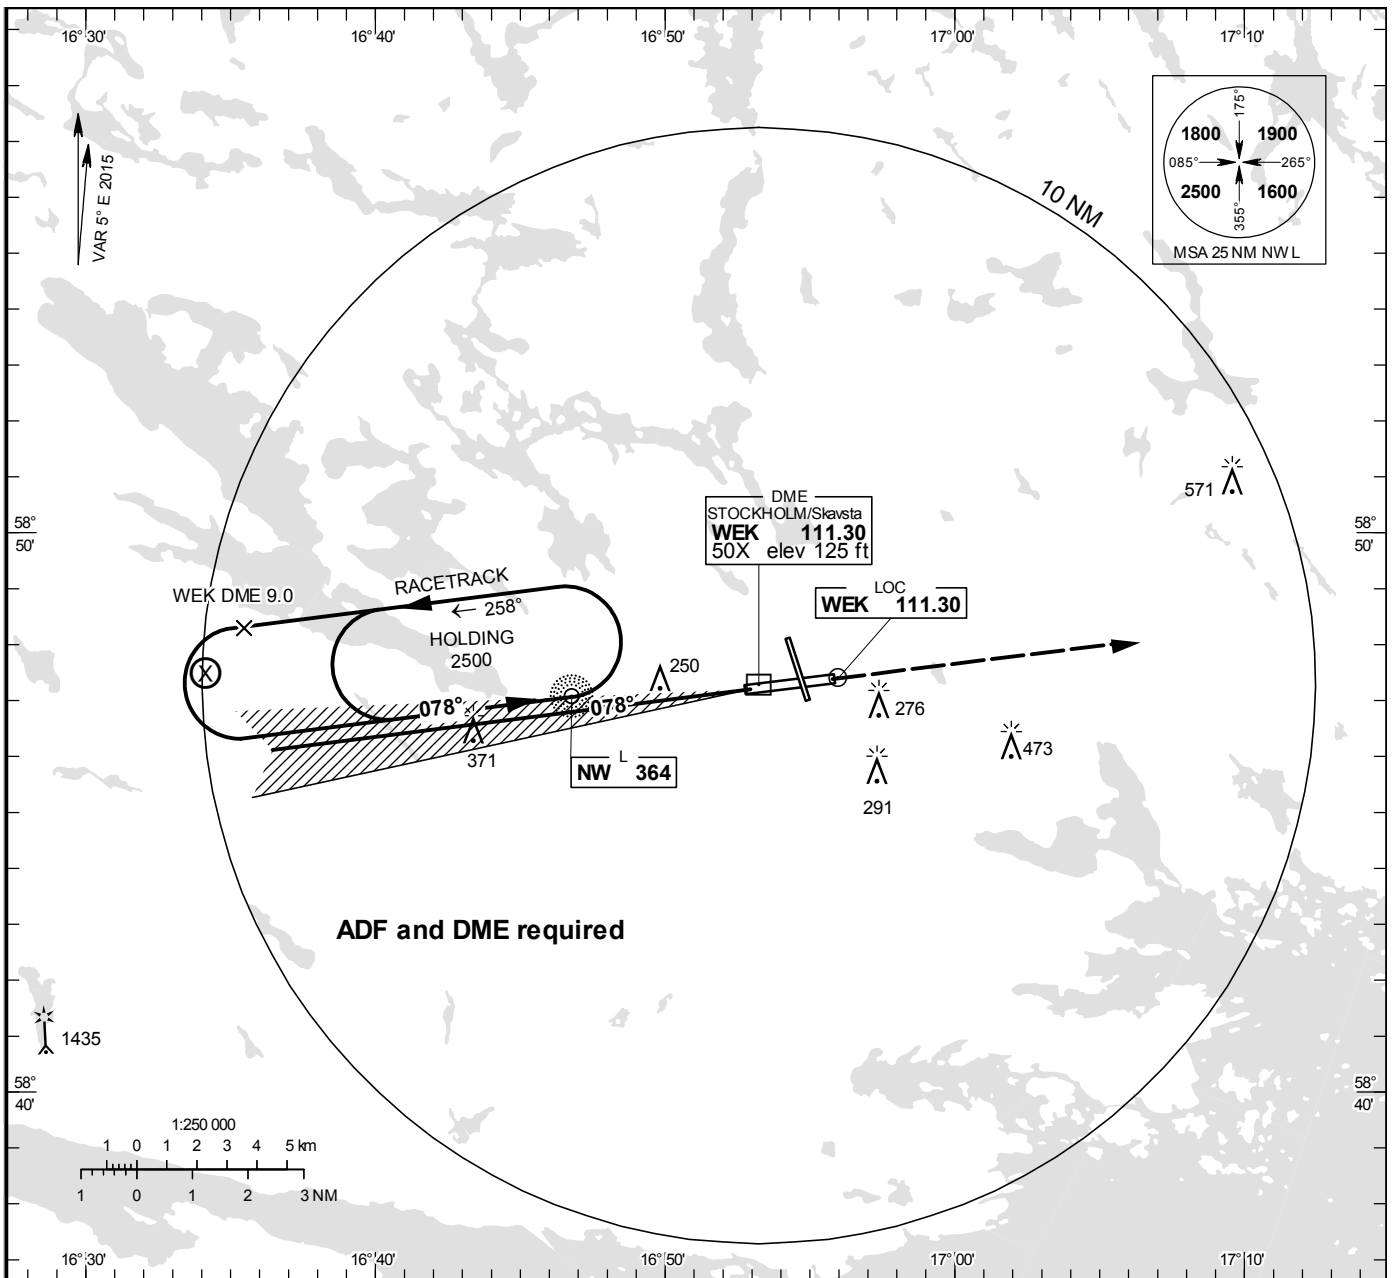 16°30'
16°40'
16°50'
17°00'
17°10'
VAR 5° E 2015
175°
1800
1900
085°
265°
2500
1600
355°
MSA 25 NM NW L
10 NM
571
58°
50'
58°
50'
DME
STOCKHOLM/Skavsta
WEK 111.30
50X elev 125 ft
LOC
WEK 111.30
WEK DME 9.0
RACETRACK
← 258°
HOLDING
2500
250
078°
078°
276
473
371
L
NW 364
291
ADF and DME required
1435
58°
40'
58°
40'
1:250 000
1 0 1 2 3 4 5 km
1 0 1 2 3 NM
16°30'
16°40'
16°50'
17°00'
17°10'